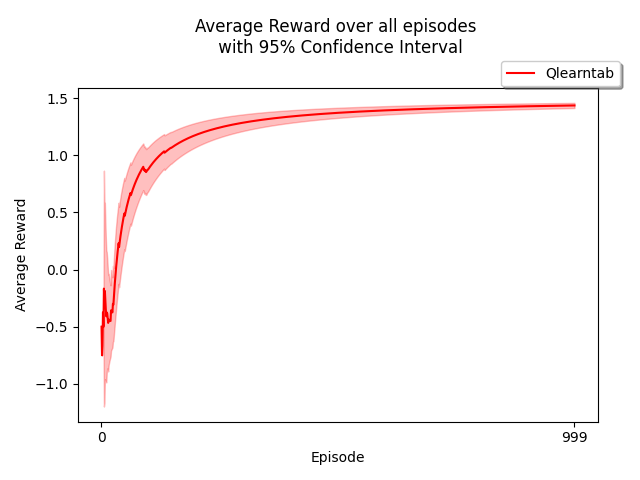 Average Reward over all episodes
with 95% Confidence Interval
Qlearntab
1.5
1.0
0.5
0.0
−0.5
−1.0
Average Reward
0
999
Episode